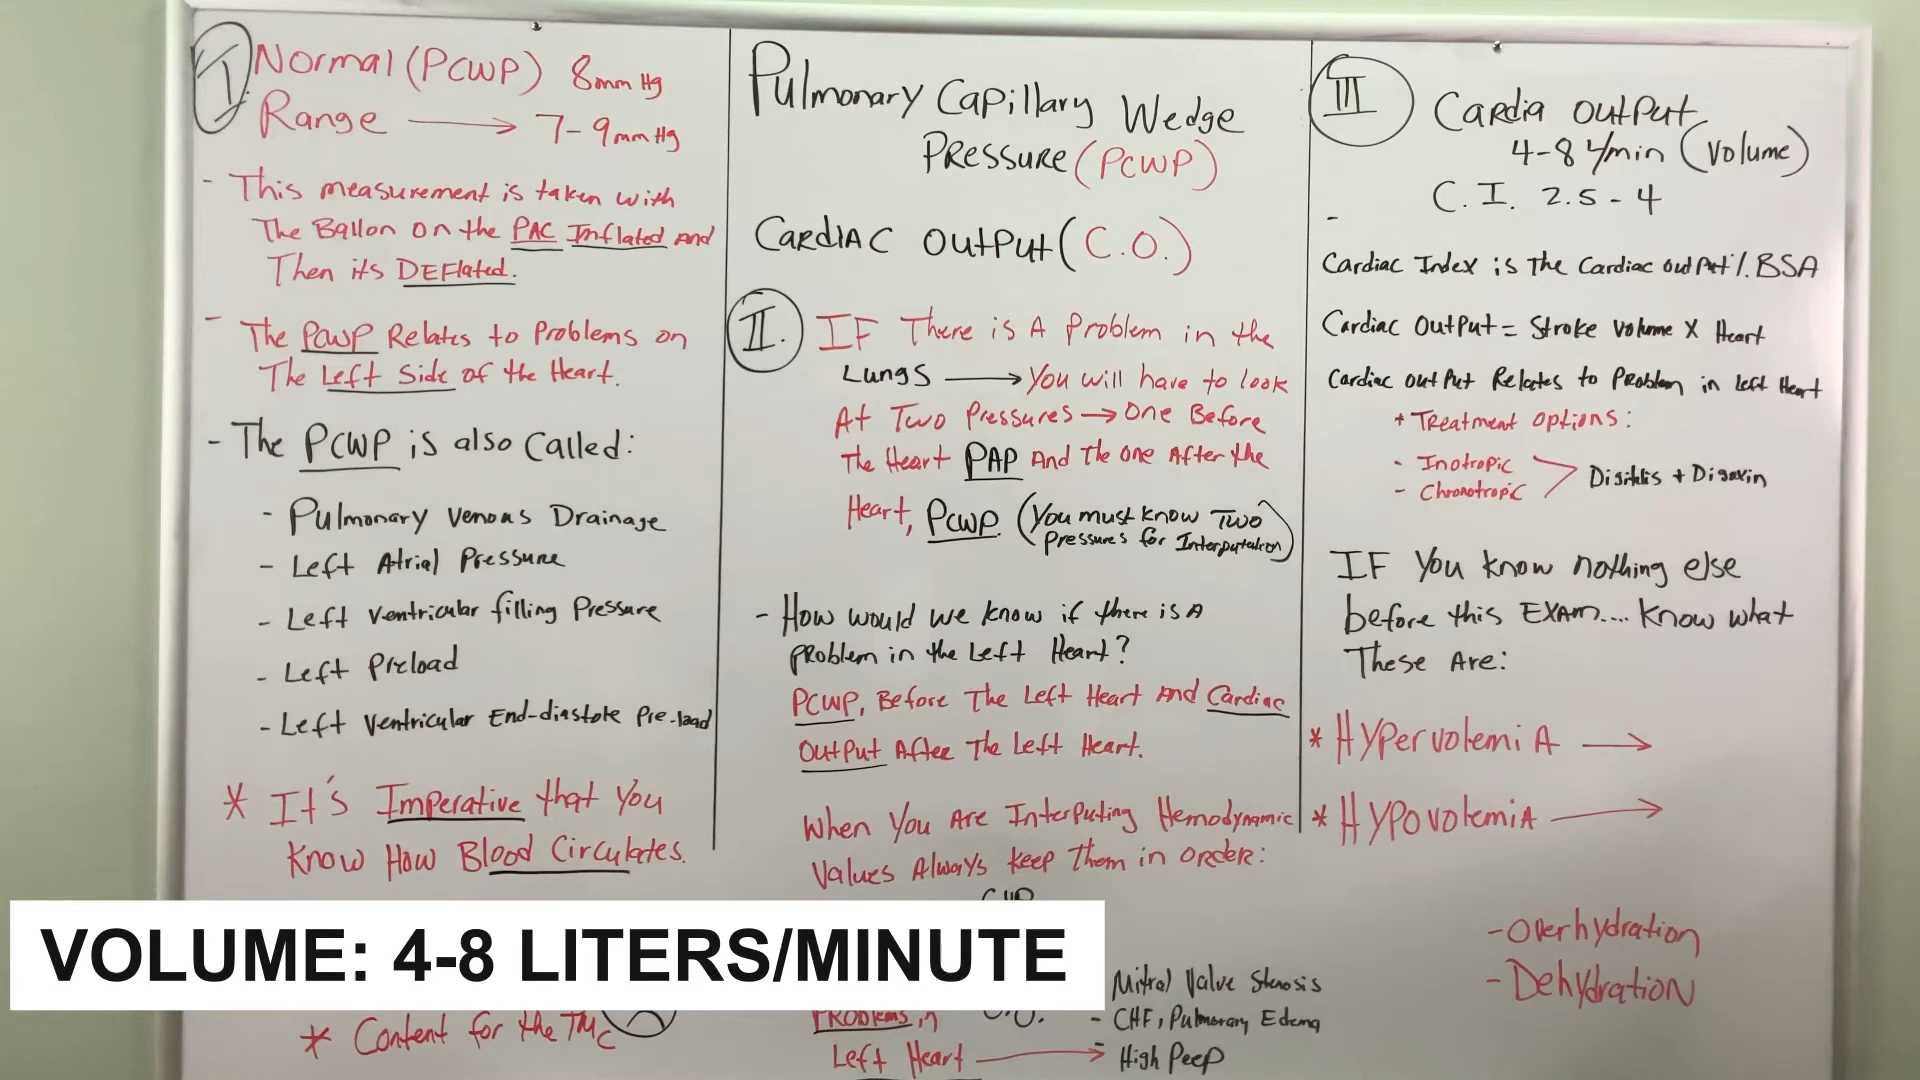 I. Normal (PCWP) 8mmHg
Range → 7-9mmHg
- This measurement is taken with
The Ballon on the PAC Inflated And
Then its DEFlated.
- The PCWP Relates to Problems on
The Left Side of the Heart.
- The PCWP is also Called:
- Pulmonary venous Drainage
- Left Atrial Pressure
- Left ventricular filling Pressure
- Left Preload
- Left Ventricular End-diastole Pre-load
* It's Imperative that You
Know How Blood Circulates.
* Content for the TMC
Pulmonary Capillary Wedge
Pressure (PCWP)
Cardiac Output (C.O.)
II. IF There is A Problem in the
Lungs → You will have to look
At Two Pressures → One Before
The Heart PAP And The one After the
Heart, PCWP. (You must know Two
Pressures for Interputation)
- How would we know if there is A
Problem in the Left Heart?
PCWP, Before The Left Heart And Cardiac
Output After The Left Heart.
When You Are Interputing Hemodynamic
Values Always keep Them in order:
Problems in
Left Heart →
Mitral Valve Stenosis
- CHF, Pulmonary Edema
- High Peep
III Cardia Output
4-8 L/min (Volume)
C.I. 2.5 - 4
-
Cardiac Index is The Cardiac output % BSA
Cardiac Output = Stroke volume X Heart
Cardiac output Relates to Problem in Left Heart
* Treatment Options:
- Inotropic
- Chronotropic
Digitilis + Digoxin
IF You know nothing else
before this EXAM.... Know what
These Are:
* Hypervolemia →
* Hypovolemia →
- Overhydration
- Dehydration
VOLUME: 4-8 LITERS/MINUTE